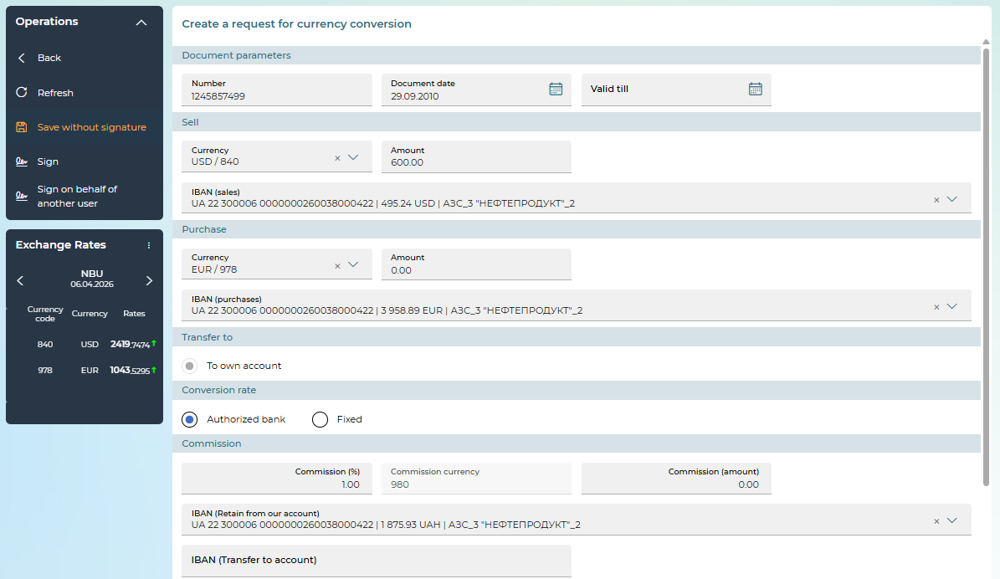 Operations
Back
Refresh
Save without signature
Sign
Sign on behalf of
another user
Exchange Rates
NBU
06.04.2026
Currency code Currency Rates
840 USD 2419.7474
978 EUR 1043.5295
Create a request for currency conversion
Document parameters
Number
1245857499
Document date
29.09.2010
Valid till
Sell
Currency
USD / 840
Amount
600.00
IBAN (sales)
UA 22 300006 0000000260038000422 | 495.24 USD | АЗС_3 "НЕФТЕПРОДУКТ"_2
Purchase
Currency
EUR / 978
Amount
0.00
IBAN (purchases)
UA 22 300006 0000000260038000422 | 3 958.89 EUR | АЗС_3 "НЕФТЕПРОДУКТ"_2
Transfer to
To own account
Conversion rate
Authorized bank Fixed
Commission
Commission (%)
1.00
Commission currency
980
Commission (amount)
0.00
IBAN (Retain from our account)
UA 22 300006 0000000260038000422 | 1 875.93 UAH | АЗС_3 "НЕФТЕПРОДУКТ"_2
IBAN (Transfer to account)